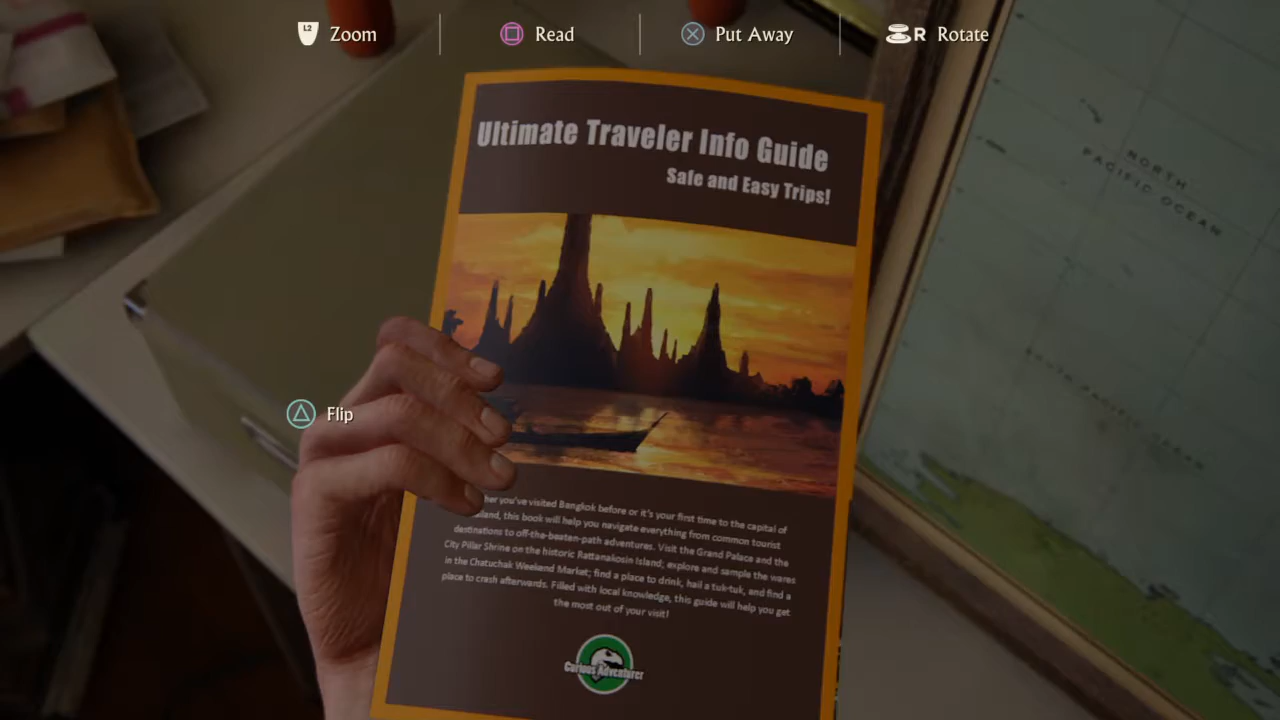 L2 Zoom
Read
Put Away
R Rotate
Ultimate Traveler Info Guide
Safe and Easy Trips!
NORTH
PACIFIC OCEAN
Flip
you've visited Bangkok before or it's your first time to the capital of
this book will help you navigate everything from common tourist
destinations to off-the-beaten-path adventures. Visit the Grand Palace and the
City Pillar Shrine on the historic Rattanakosin Island; explore and sample the wares
in the Chatuchak Weekend Market; find a place to drink, hail a tuk-tuk, and find a
place to crash afterwards. Filled with local knowledge, this guide will help you get
the most out of your visit!
Curious Adventurer